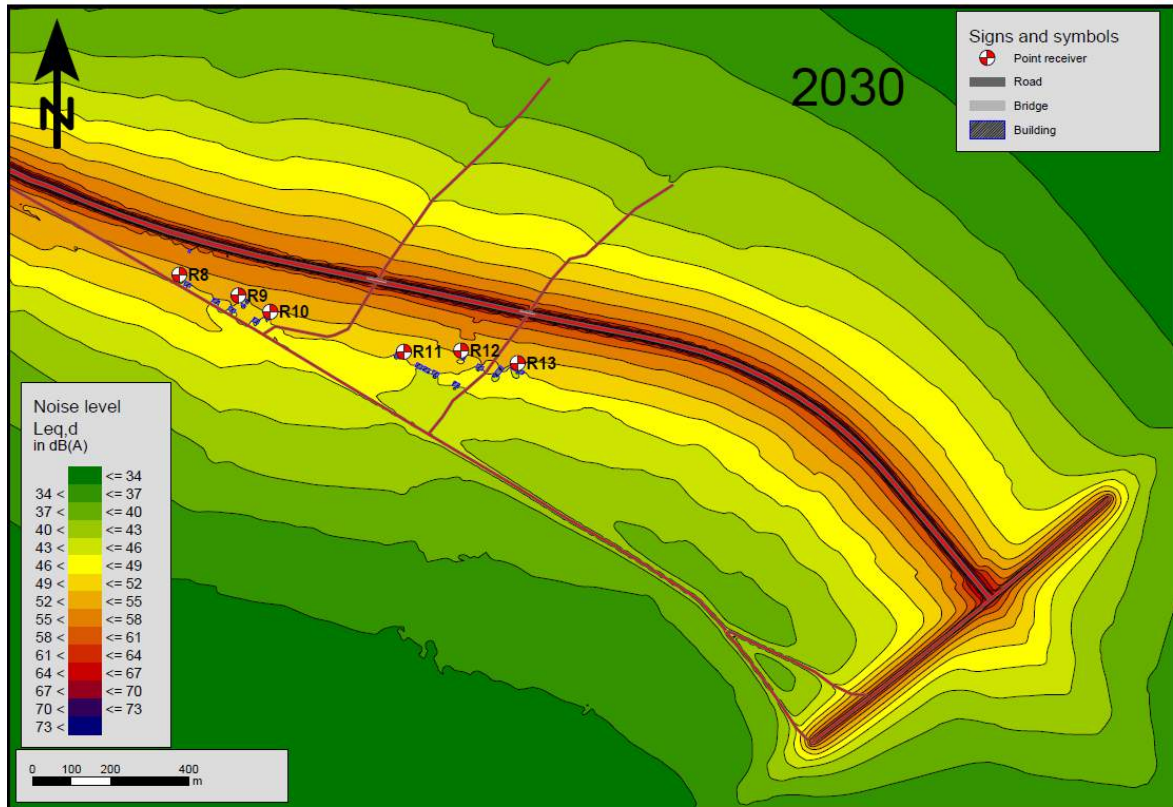 2030
Signs and symbols
Point receiver
Road
Bridge
Building
N
R8
R9
R10
R11
R12
R13
Noise level
Leq,d
in dB(A)
<= 34
34 < <= 37
37 < <= 40
40 < <= 43
43 < <= 46
46 < <= 49
49 < <= 52
52 < <= 55
55 < <= 58
58 < <= 61
61 < <= 64
64 < <= 67
67 < <= 70
70 < <= 73
73 <
0 100 200 400
m